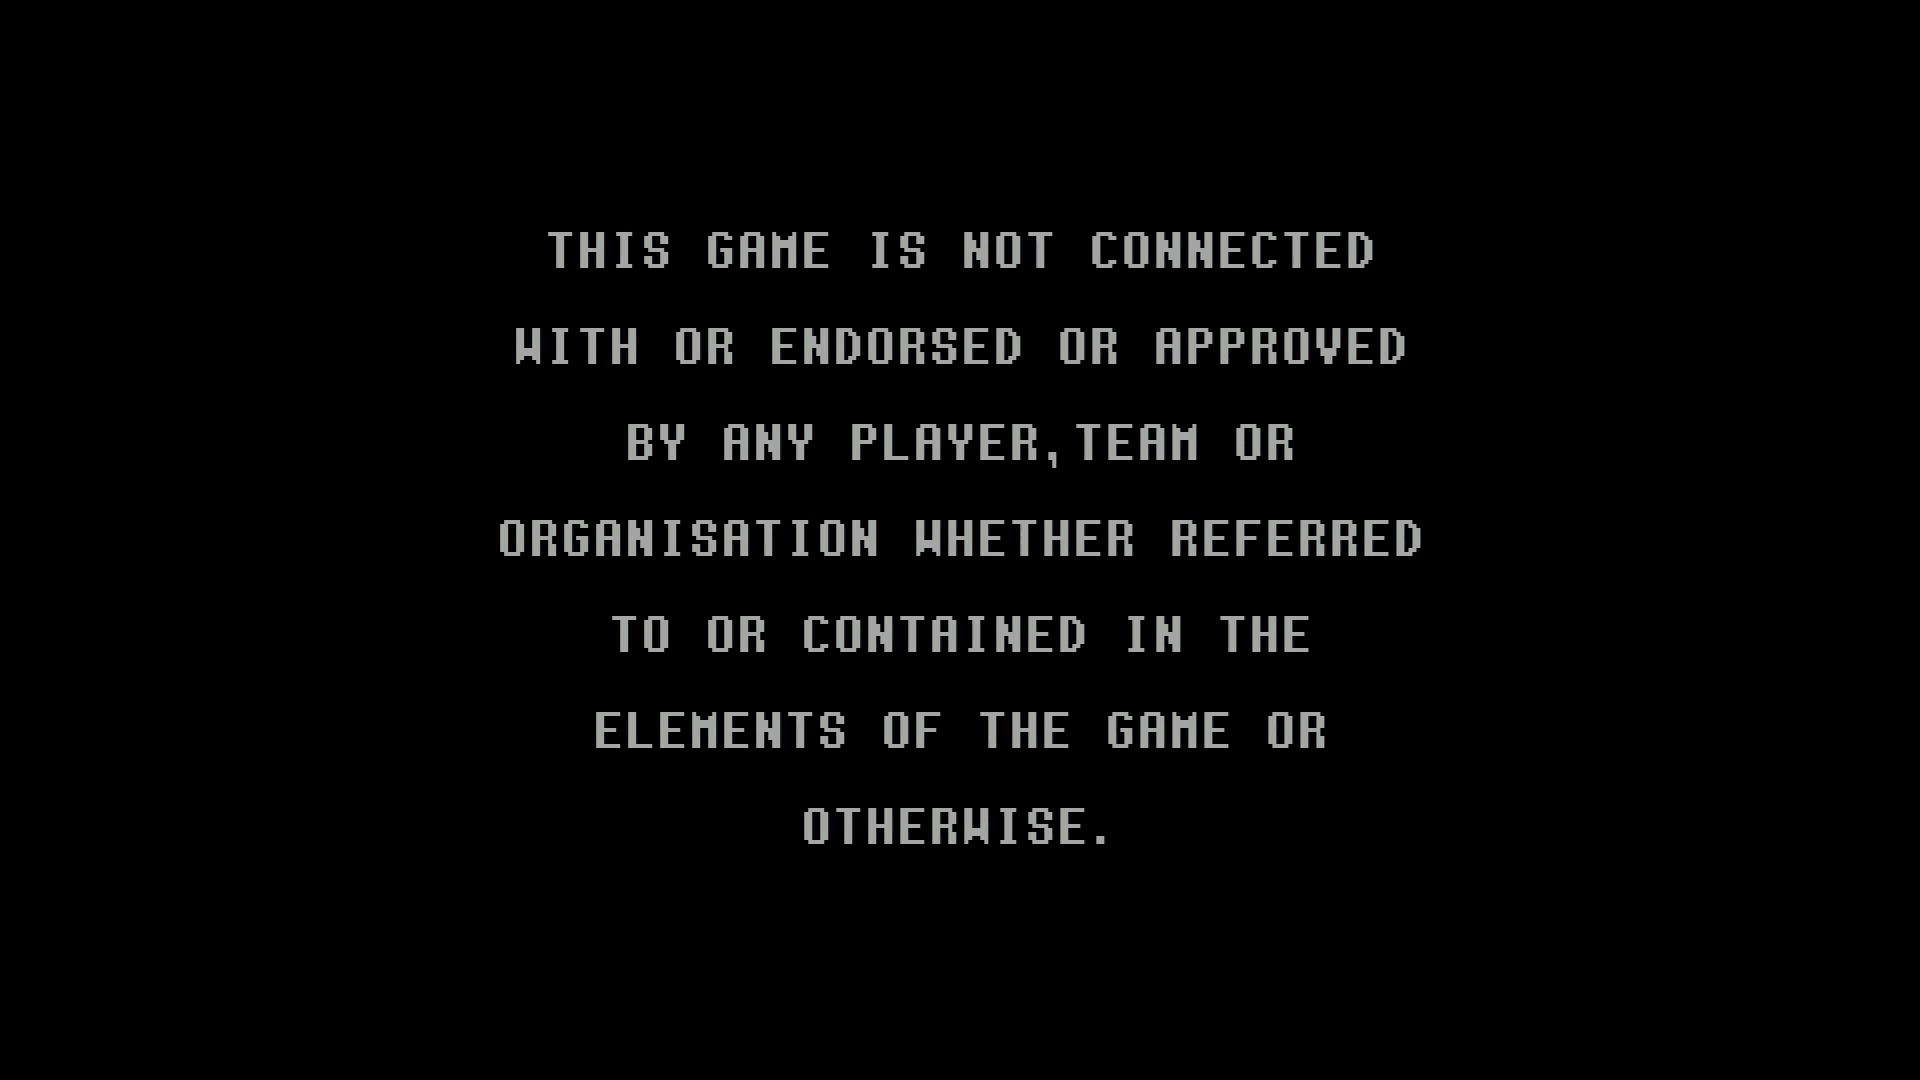 THIS GAME IS NOT CONNECTED
WITH OR ENDORSED OR APPROVED
BY ANY PLAYER,TEAM OR
ORGANISATION WHETHER REFERRED
TO OR CONTAINED IN THE
ELEMENTS OF THE GAME OR
OTHERWISE.